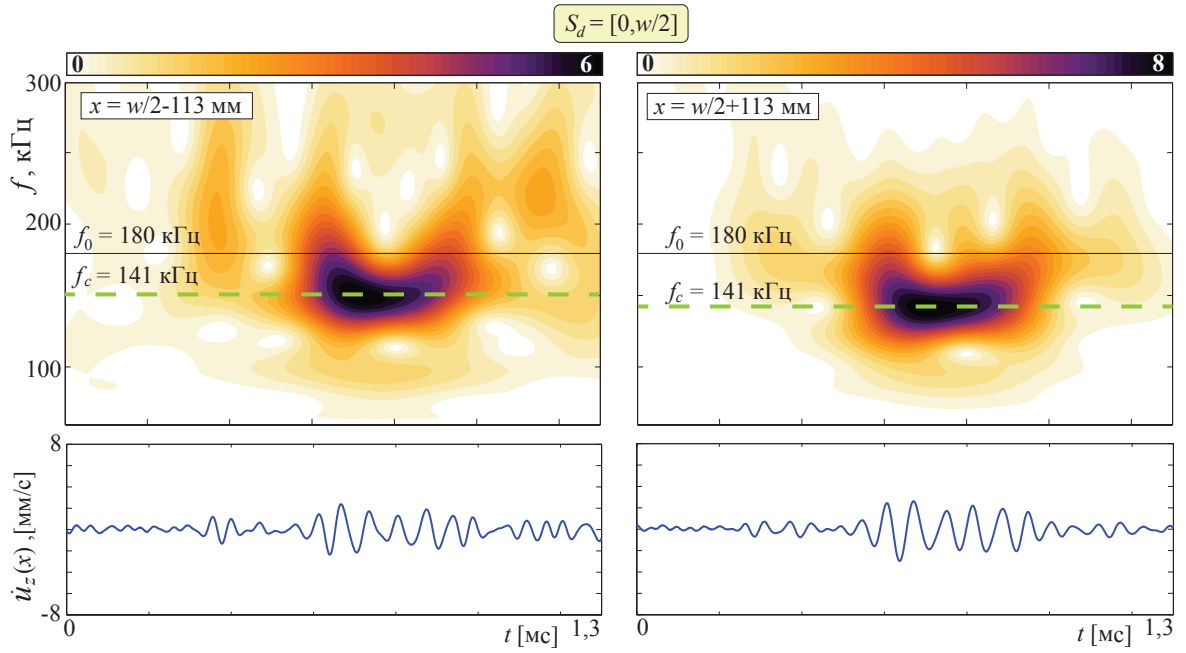 S_d = [0,w/2]
0 6
0 8
300
200
100
f, кГц
x = w/2-113 мм
f_0 = 180 кГц
f_c = 141 кГц
x = w/2+113 мм
f_0 = 180 кГц
f_c = 141 кГц
8
-8
u̇_z(x) ,[мм/с]
0 t [мс] 1,3
0 t [мс] 1,3